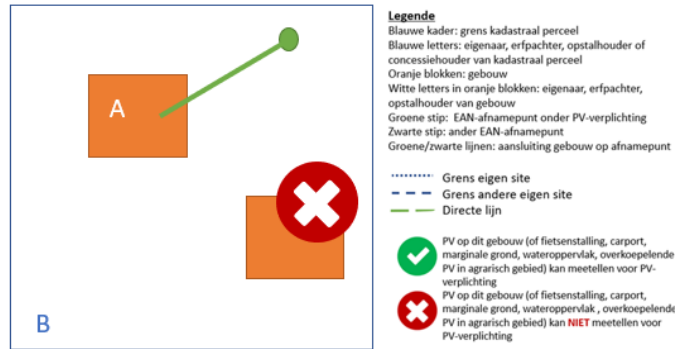 A
B
Legende
Blauwe kader: grens kadastraal perceel
Blauwe letters: eigenaar, erfpachter, opstalhouder of
concessiehouder van kadastraal perceel
Oranje blokken: gebouw
Witte letters in oranje blokken: eigenaar, erfpachter,
opstalhouder van gebouw
Groene stip:  EAN-afnamepunt onder PV-verplichting
Zwarte stip: ander EAN-afnamepunt
Groene/zwarte lijnen: aansluiting gebouw op afnamepunt
Grens eigen site
Grens andere eigen site
Directe lijn
PV op dit gebouw (of fietsenstalling, carport,
marginale grond, wateroppervlak, overkoepelende
PV in agrarisch gebied) kan meetellen voor PV-
verplichting
PV op dit gebouw (of fietsenstalling, carport,
marginale grond, wateroppervlak , overkoepelende
PV in agrarisch gebied) kan NIET meetellen voor
PV-verplichting